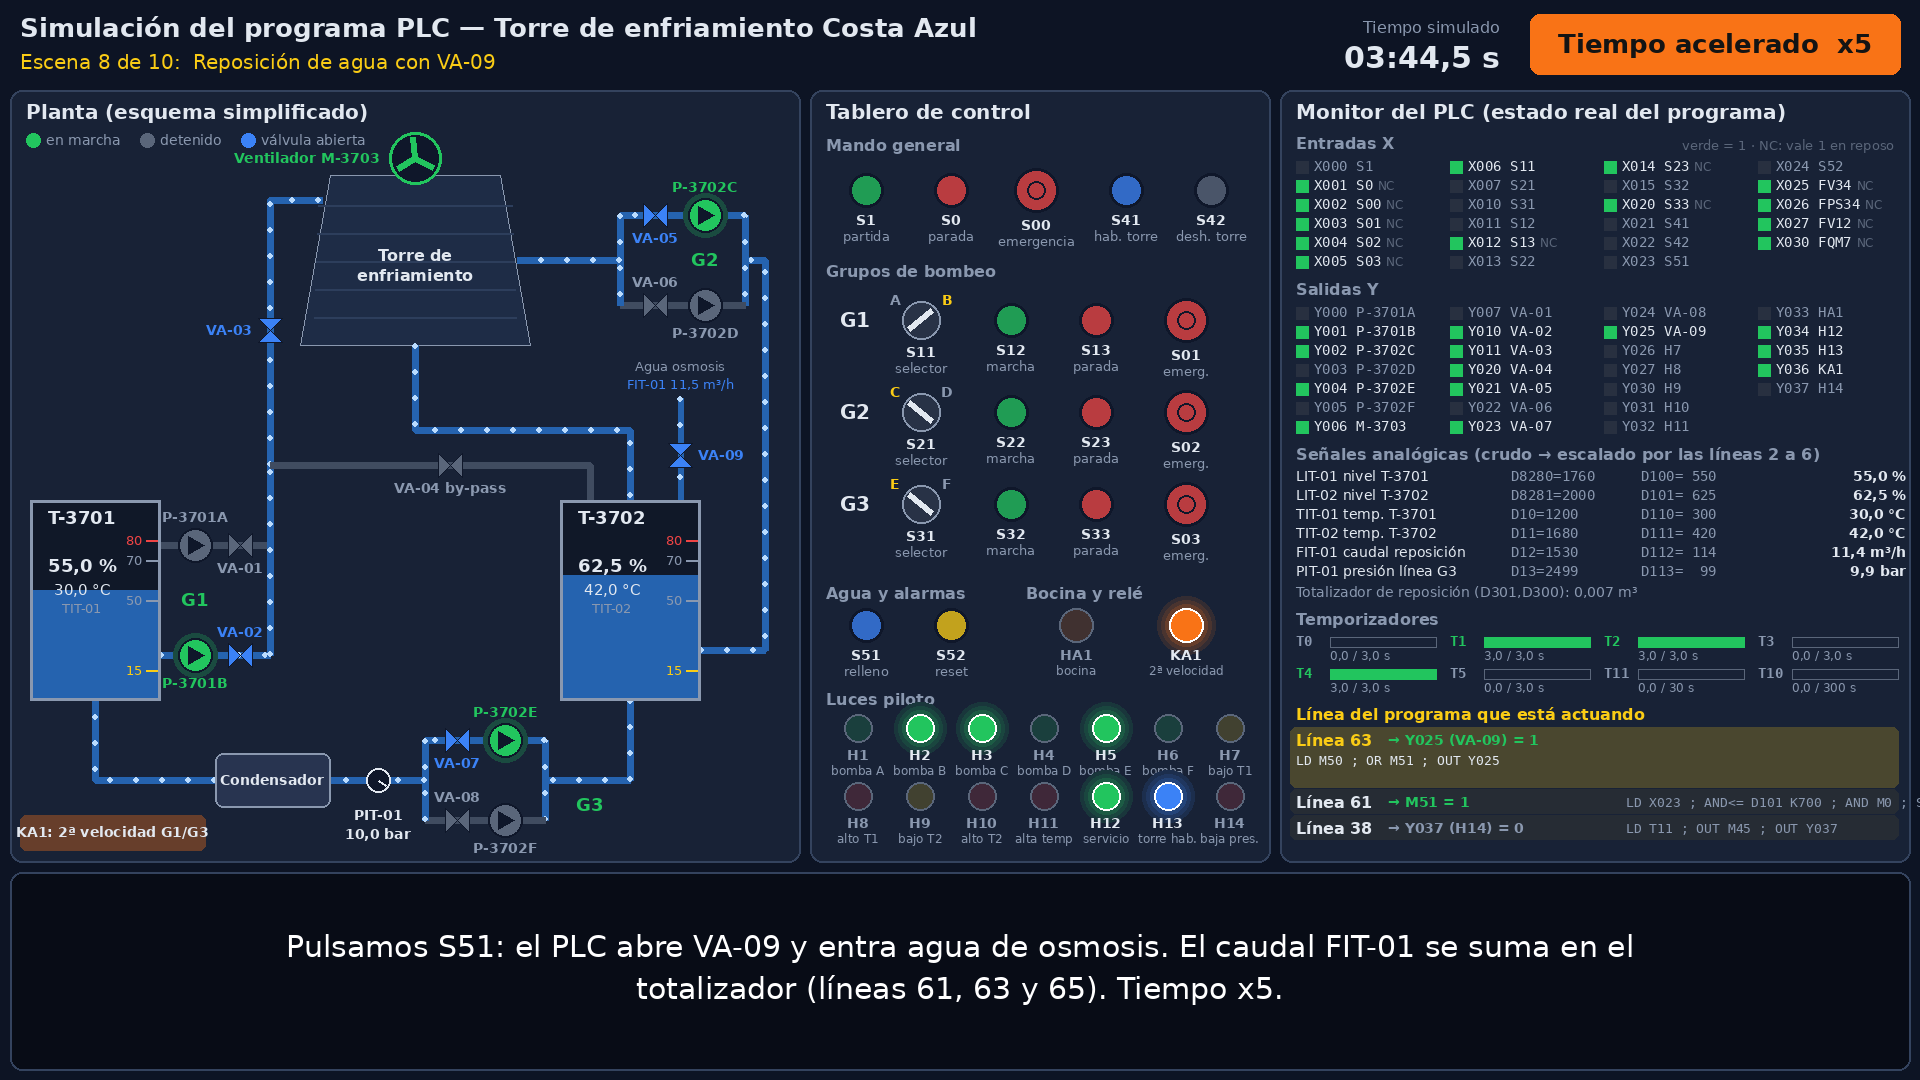 Simulación del programa PLC — Torre de enfriamiento Costa Azul
Escena 8 de 10:  Reposición de agua con VA-09
Tiempo simulado
03:44,5 s
Tiempo acelerado  x5
Planta (esquema simplificado)
en marcha
detenido
válvula abierta
Ventilador M-3703
Torre de
enfriamiento
P-3702C
VA-05
G2
VA-06
P-3702D
VA-03
Agua osmosis
FIT-01 11,5 m³/h
VA-09
VA-04 by-pass
T-3701
80
70
55,0 %
30,0 °C
TIT-01
50
15
P-3701A
VA-01
G1
VA-02
P-3701B
T-3702
80
70
62,5 %
42,0 °C
TIT-02
50
15
P-3702E
VA-07
VA-08
P-3702F
G3
Condensador
PIT-01
10,0 bar
KA1: 2ª velocidad G1/G3
Tablero de control
Mando general
S1
partida
S0
parada
S00
emergencia
S41
hab. torre
S42
desh. torre
Grupos de bombeo
G1
A
B
S11
selector
S12
marcha
S13
parada
S01
emerg.
G2
C
D
S21
selector
S22
marcha
S23
parada
S02
emerg.
G3
E
F
S31
selector
S32
marcha
S33
parada
S03
emerg.
Agua y alarmas
S51
relleno
S52
reset
Bocina y relé
HA1
bocina
KA1
2ª velocidad
Luces piloto
H1
bomba A
H2
bomba B
H3
bomba C
H4
bomba D
H5
bomba E
H6
bomba F
H7
bajo T1
H8
alto T1
H9
bajo T2
H10
alto T2
H11
alta temp
H12
servicio
H13
torre hab.
H14
baja pres.
Monitor del PLC (estado real del programa)
Entradas X
verde = 1 · NC: vale 1 en reposo
X000 S1
X006 S11
X014 S23 NC
X024 S52
X001 S0 NC
X007 S21
X015 S32
X025 FV34 NC
X002 S00 NC
X010 S31
X020 S33 NC
X026 FPS34 NC
X003 S01 NC
X011 S12
X021 S41
X027 FV12 NC
X004 S02 NC
X012 S13 NC
X022 S42
X030 FQM7 NC
X005 S03 NC
X013 S22
X023 S51
Salidas Y
Y000 P-3701A
Y007 VA-01
Y024 VA-08
Y033 HA1
Y001 P-3701B
Y010 VA-02
Y025 VA-09
Y034 H12
Y002 P-3702C
Y011 VA-03
Y026 H7
Y035 H13
Y003 P-3702D
Y020 VA-04
Y027 H8
Y036 KA1
Y004 P-3702E
Y021 VA-05
Y030 H9
Y037 H14
Y005 P-3702F
Y022 VA-06
Y031 H10
Y006 M-3703
Y023 VA-07
Y032 H11
Señales analógicas (crudo → escalado por las líneas 2 a 6)
LIT-01 nivel T-3701 D8280=1760 D100= 550 55,0 %
LIT-02 nivel T-3702 D8281=2000 D101= 625 62,5 %
TIT-01 temp. T-3701 D10=1200 D110= 300 30,0 °C
TIT-02 temp. T-3702 D11=1680 D111= 420 42,0 °C
FIT-01 caudal reposición D12=1530 D112= 114 11,4 m³/h
PIT-01 presión línea G3 D13=2499 D113=  99 9,9 bar
Totalizador de reposición (D301,D300): 0,007 m³
Temporizadores
T0
0,0 / 3,0 s
T1
3,0 / 3,0 s
T2
3,0 / 3,0 s
T3
0,0 / 3,0 s
T4
3,0 / 3,0 s
T5
0,0 / 3,0 s
T11
0,0 / 30 s
T10
0,0 / 300 s
Línea del programa que está actuando
Línea 63 → Y025 (VA-09) = 1
LD M50 ; OR M51 ; OUT Y025
Línea 61 → M51 = 1 LD X023 ; AND<= D101 K700 ; AND M0 ;
Línea 38 → Y037 (H14) = 0 LD T11 ; OUT M45 ; OUT Y037
Pulsamos S51: el PLC abre VA-09 y entra agua de osmosis. El caudal FIT-01 se suma en el
totalizador (líneas 61, 63 y 65). Tiempo x5.